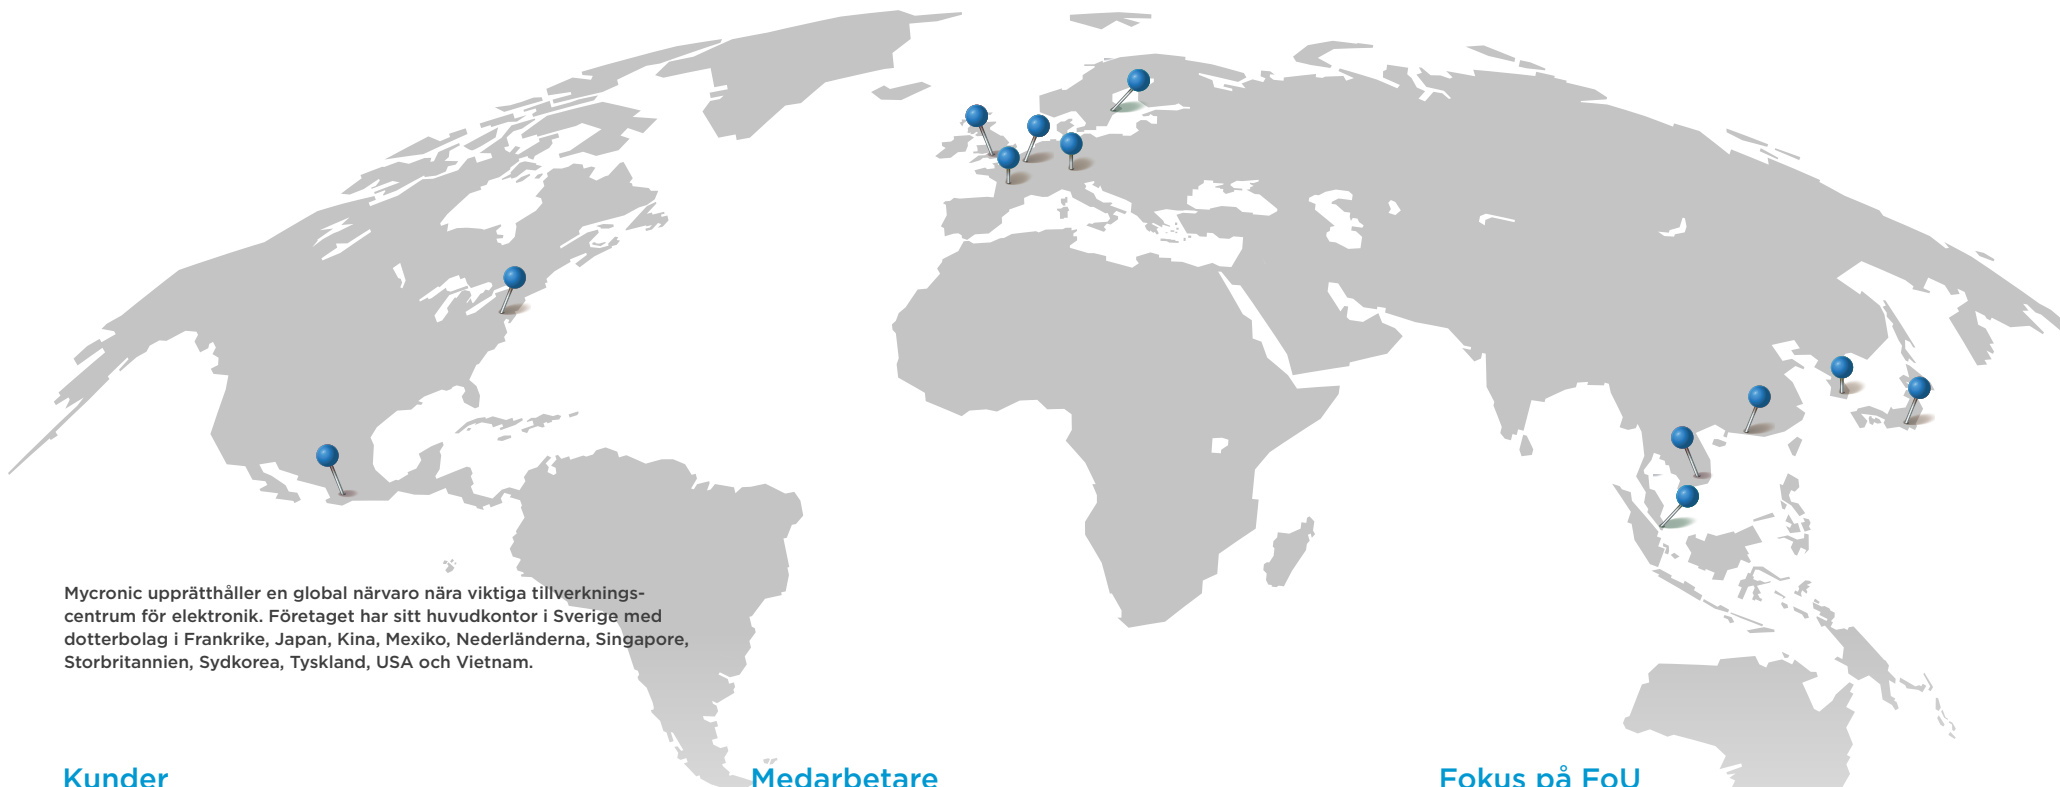 Mycronic upprätthåller en global närvaro nära viktiga tillverknings-
centrum för elektronik. Företaget har sitt huvudkontor i Sverige med
dotterbolag i Frankrike, Japan, Kina, Mexiko, Nederländerna, Singapore,
Storbritannien, Sydkorea, Tyskland, USA och Vietnam.
Kunder
Medarbetare
Fokus på FoU